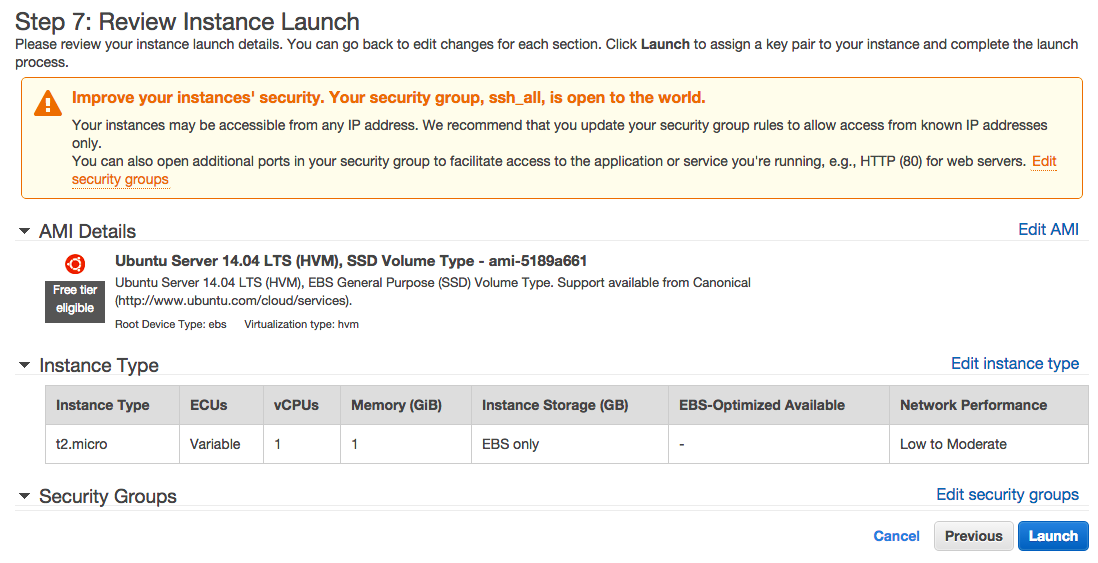 Step 7: Review Instance Launch
Please review your instance launch details. You can go back to edit changes for each section. Click Launch to assign a key pair to your instance and complete the launch
process.
Improve your instances' security. Your security group, ssh_all, is open to the world.
Your instances may be accessible from any IP address. We recommend that you update your security group rules to allow access from known IP addresses
only.
You can also open additional ports in your security group to facilitate access to the application or service you're running, e.g., HTTP (80) for web servers. Edit
security groups
AMI Details Edit AMI
Ubuntu Server 14.04 LTS (HVM), SSD Volume Type - ami-5189a661
Free tier
eligible
Ubuntu Server 14.04 LTS (HVM), EBS General Purpose (SSD) Volume Type. Support available from Canonical
(http://www.ubuntu.com/cloud/services).
Root Device Type: ebs Virtualization type: hvm
Instance Type Edit instance type
Instance Type ECUs vCPUs Memory (GiB) Instance Storage (GB) EBS-Optimized Available Network Performance
t2.micro Variable 1 1 EBS only - Low to Moderate
Security Groups Edit security groups
Cancel Previous Launch